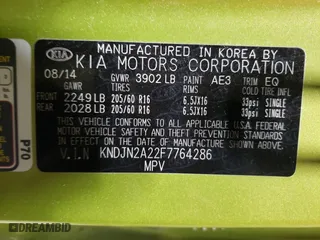 MANUFACTURED IN KOREA BY
KIA KIA MOTORS CORPORATION
08/14 GVWR 3902 LB PAINT AE3 TRIM EQ
GAWR TIRES RIMS COLD TIRE INFL
FRONT 2249 LB 205/60 R16 6.5JX16 33psi SINGLE
REAR 2028 LB 205/60 R16 6.5JX16 33psi SINGLE
THIS VEHICLE CONFORMS TO ALL APPLICABLE U.S.A. FEDERAL
MOTOR VEHICLE SAFETY AND THEFT PREVENTION STANDARDS
IN EFFECT ON THE DATE OF MANUFACTURE SHOWN ABOVE.
V.I.N KNDJN2A22F7764286
MPV
P70
© DREAMBID.COM